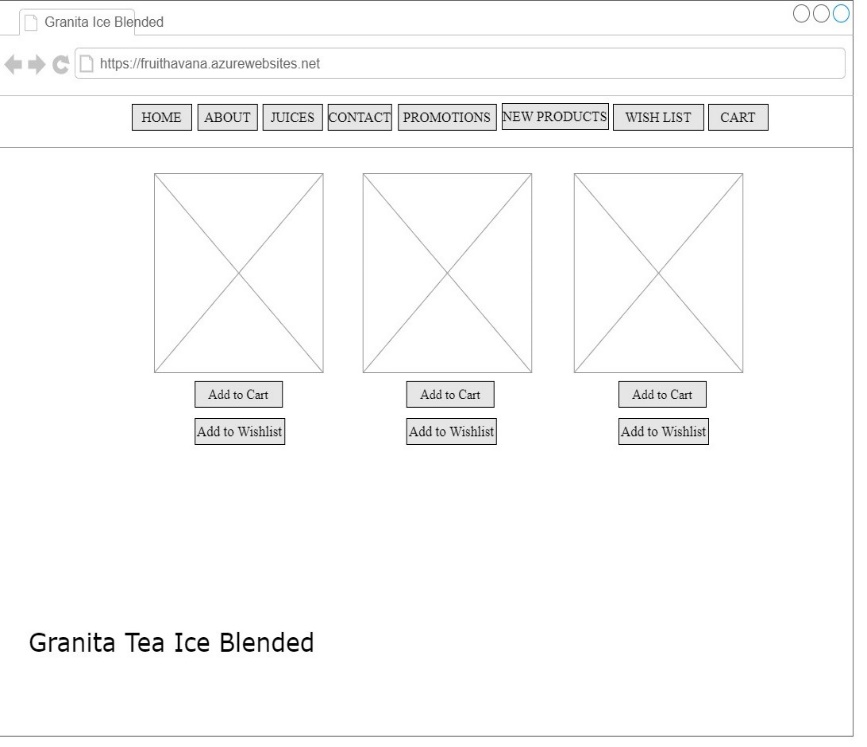 Granita Ice Blended
https://fruithavana.azurewebsites.net
HOME ABOUT JUICES CONTACT PROMOTIONS NEW PRODUCTS WISH LIST CART
Add to Cart Add to Cart Add to Cart
Add to Wishlist Add to Wishlist Add to Wishlist
Granita Tea Ice Blended